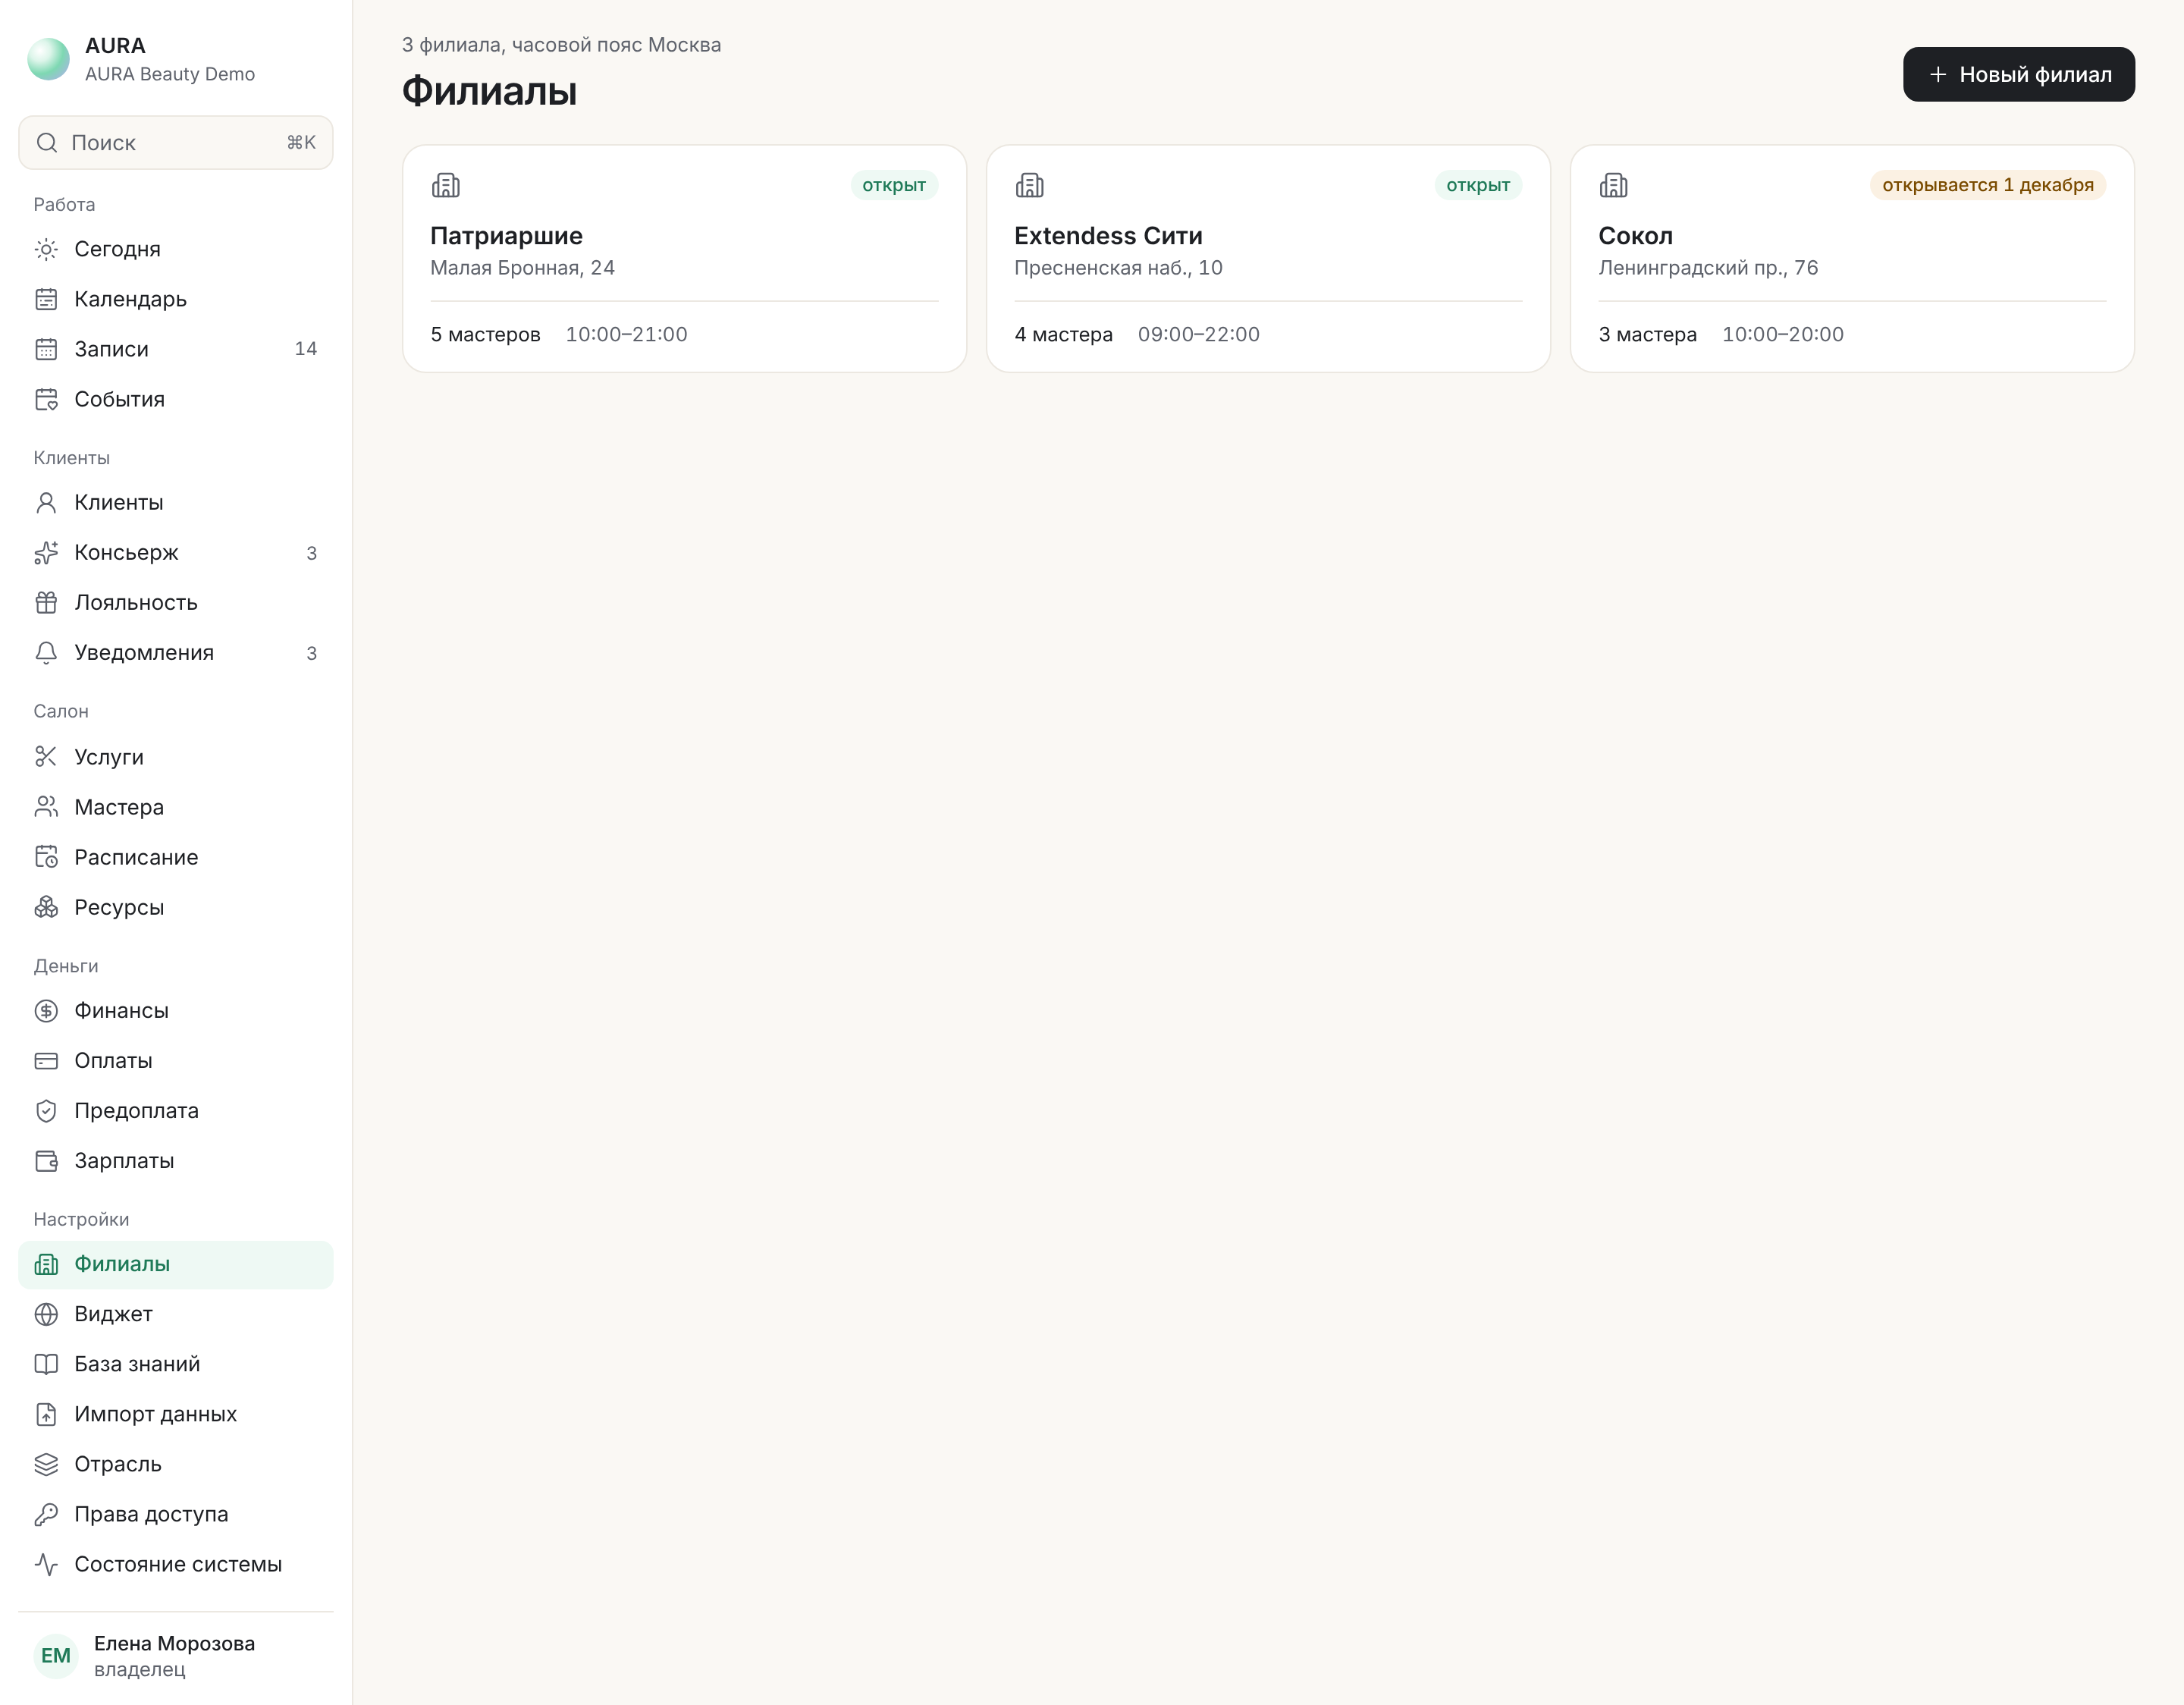 AURA
AURA Beauty Demo
Поиск ⌘K
Работа
Сегодня
Календарь
Записи 14
События
Клиенты
Клиенты
Консьерж 3
Лояльность
Уведомления 3
Салон
Услуги
Мастера
Расписание
Ресурсы
Деньги
Финансы
Оплаты
Предоплата
Зарплаты
Настройки
Филиалы
Виджет
База знаний
Импорт данных
Отрасль
Права доступа
Состояние системы
ЕМ
Елена Морозова
владелец
3 филиала, часовой пояс Москва
Филиалы
Новый филиал
открыт
Патриаршие
Малая Бронная, 24
5 мастеров 10:00–21:00
открыт
Extendess Сити
Пресненская наб., 10
4 мастера 09:00–22:00
открывается 1 декабря
Сокол
Ленинградский пр., 76
3 мастера 10:00–20:00